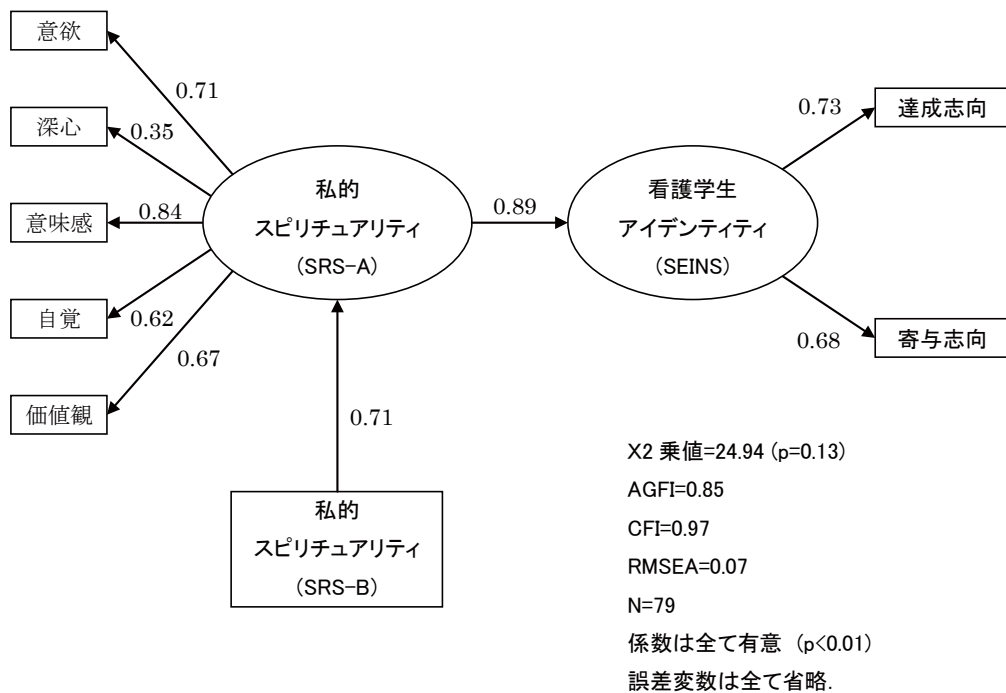 意欲
0.71
深心
0.35
意味感
0.84
自覚
0.62
価値観
0.67
私的
スピリチュアリティ
(SRS-A)
0.89
看護学生
アイデンティティ
(SEINS)
0.73
達成志向
0.68
寄与志向
0.71
私的
スピリチュアリティ
(SRS-B)
X2 乗値=24.94 (p=0.13)
AGFI=0.85
CFI=0.97
RMSEA=0.07
N=79
係数は全て有意 (p<0.01)
誤差変数は全て省略.